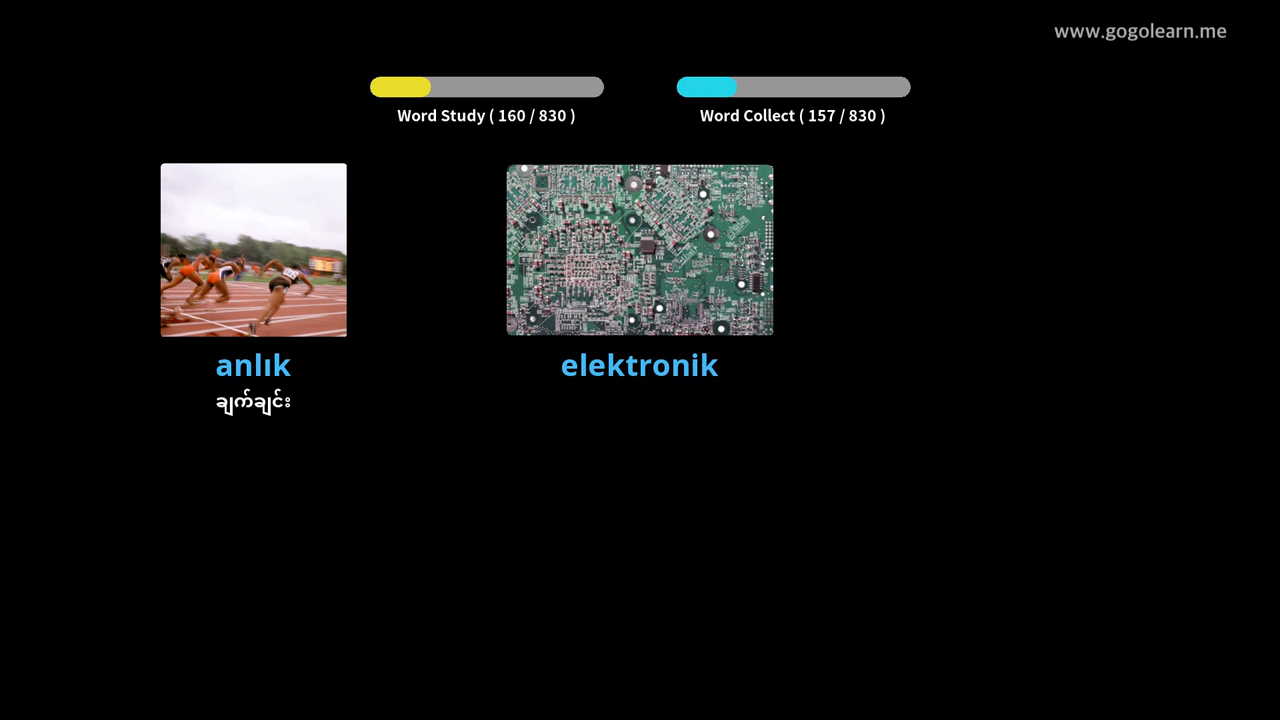 www.gogolearn.me
Word Study ( 160 / 830 )
Word Collect ( 157 / 830 )
anlık
ချက်ချင်း
elektronik